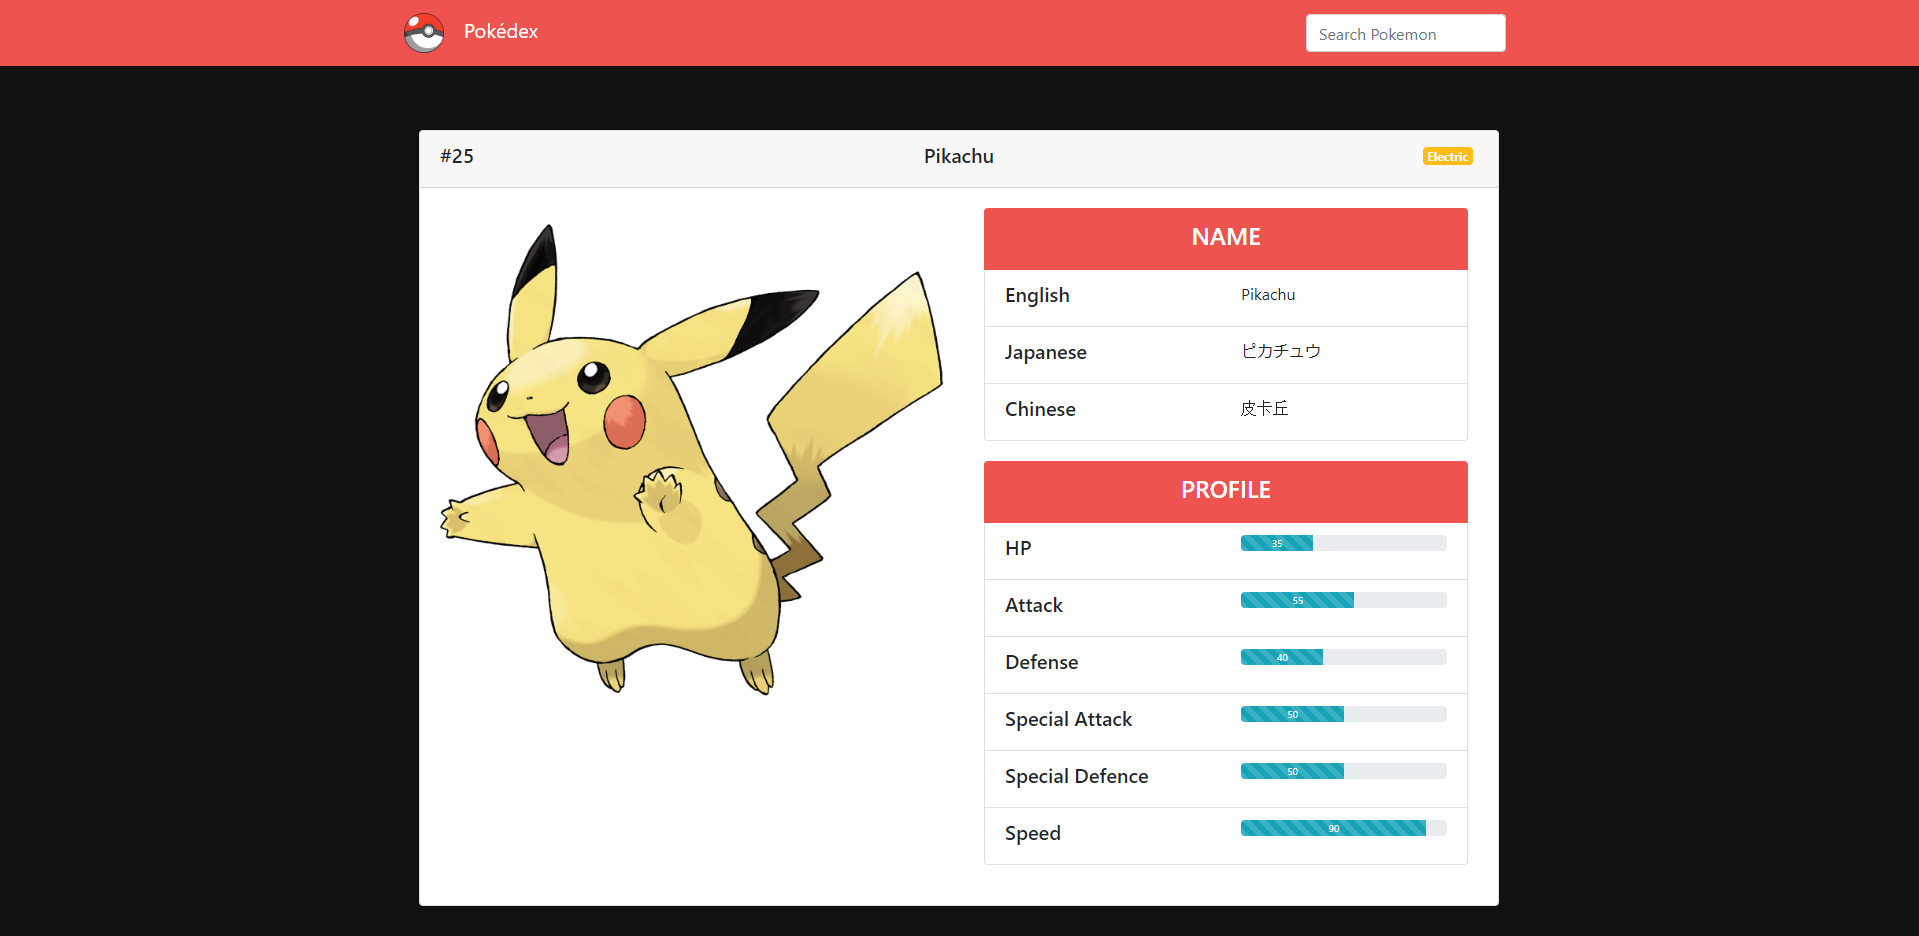 Pokédex
Search Pokemon
#25
Pikachu
Electric
NAME
English Pikachu
Japanese ピカチュウ
Chinese 皮卡丘
PROFILE
HP 35
Attack 55
Defense 40
Special Attack 50
Special Defence 50
Speed 90